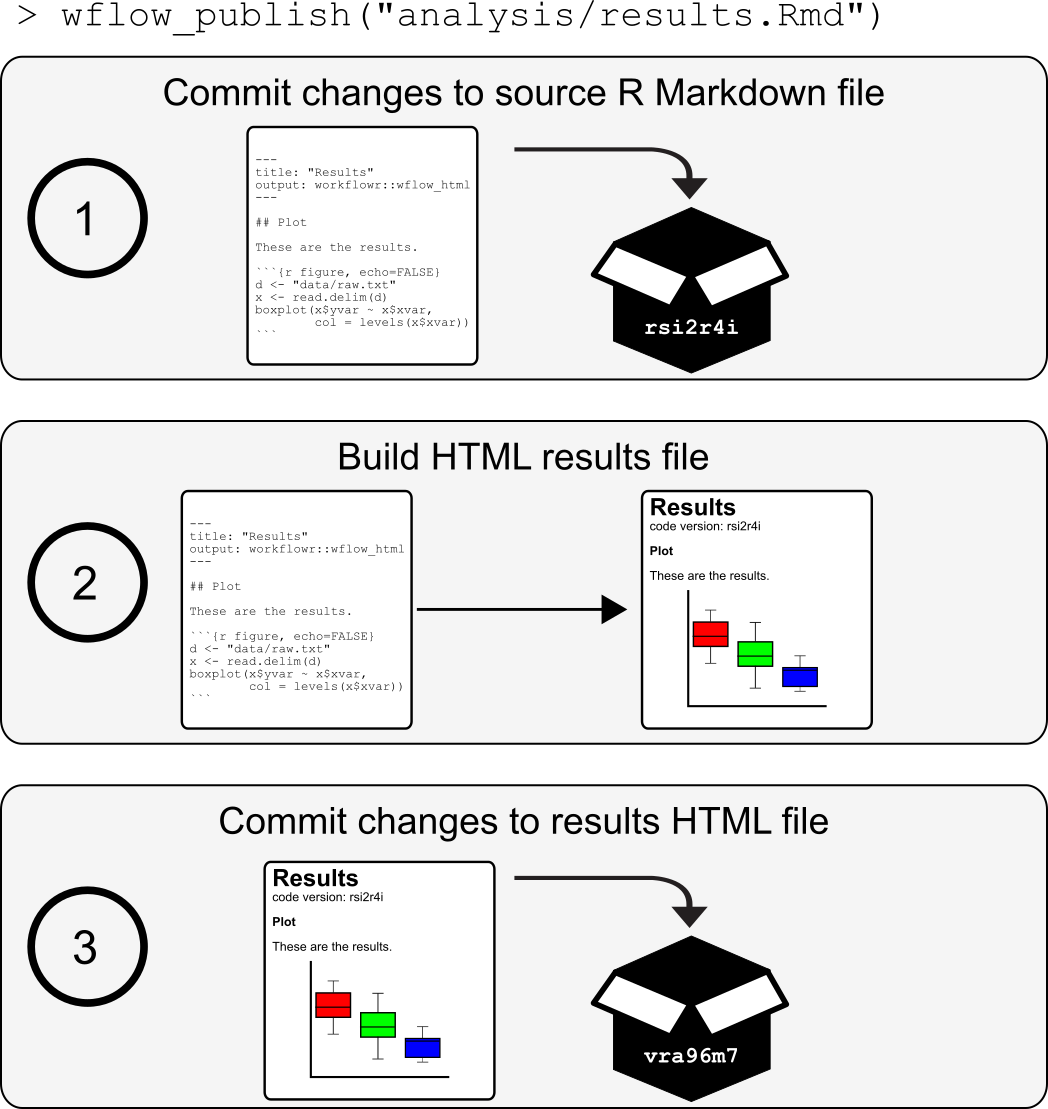 > wflow_publish("analysis/results.Rmd")
Commit changes to source R Markdown file
1
---
title: "Results"
output: workflowr::wflow_html
---
## Plot
These are the results.
```{r figure, echo=FALSE}
d <- "data/raw.txt"
x <- read.delim(d)
boxplot(x$yvar ~ x$xvar,
        col = levels(x$xvar))
```
rsi2r4i
Build HTML results file
2
---
title: "Results"
output: workflowr::wflow_html
---
## Plot
These are the results.
```{r figure, echo=FALSE}
d <- "data/raw.txt"
x <- read.delim(d)
boxplot(x$yvar ~ x$xvar,
        col = levels(x$xvar))
```
Results
code version: rsi2r4i
Plot
These are the results.
Commit changes to results HTML file
3
Results
code version: rsi2r4i
Plot
These are the results.
vra96m7